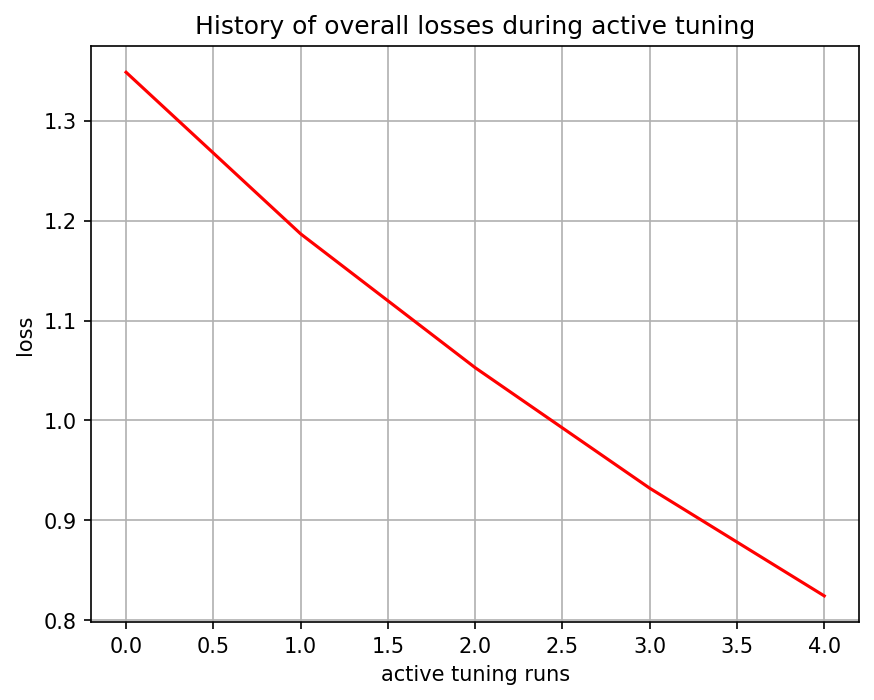 History of overall losses during active tuning
1.3
1.2
1.1
1.0
0.9
0.8
loss
0.0 0.5 1.0 1.5 2.0 2.5 3.0 3.5 4.0
active tuning runs